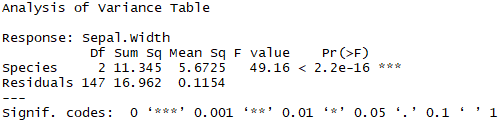 Analysis of Variance Table
Response: Sepal.Width
Df Sum Sq Mean Sq F value Pr(>F)
Species 2 11.345 5.6725 49.16 < 2.2e-16 ***
Residuals 147 16.962 0.1154
---
Signif. codes: 0 ‘***’ 0.001 ‘**’ 0.01 ‘*’ 0.05 ‘.’ 0.1 ‘ ’ 1